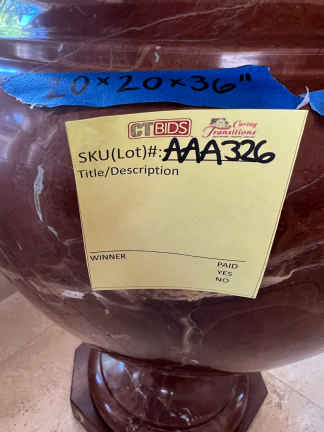 20×20×36"
CTBIDS Caring Transitions
SKU(Lot)#: AAA326
Title/Description
WINNER PAID
YES
NO